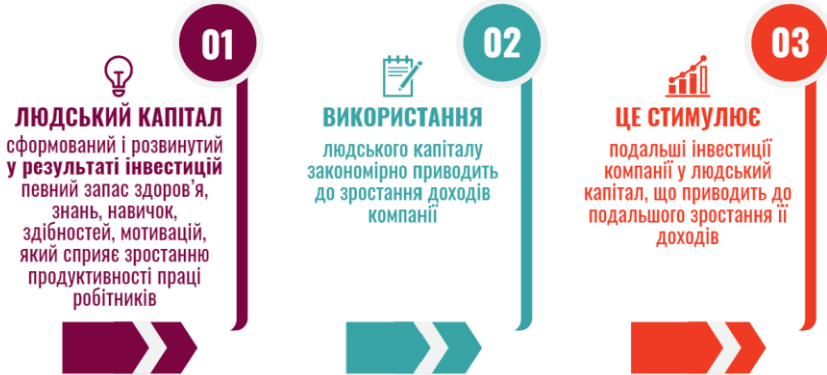 01
ЛЮДСЬКИЙ КАПІТАЛ
сформований і розвинутий
у результаті інвестицій
певний запас здоров’я,
знань, навичок,
здібностей, мотивацій,
який сприяє зростанню
продуктивності праці
робітників
02
ВИКОРИСТАННЯ
людського капіталу
закономірно приводить
до зростання доходів
компанії
03
ЦЕ СТИМУЛЮЄ
подальші інвестиції
компанії у людський
капітал, що приводить до
подальшого зростання її
доходів